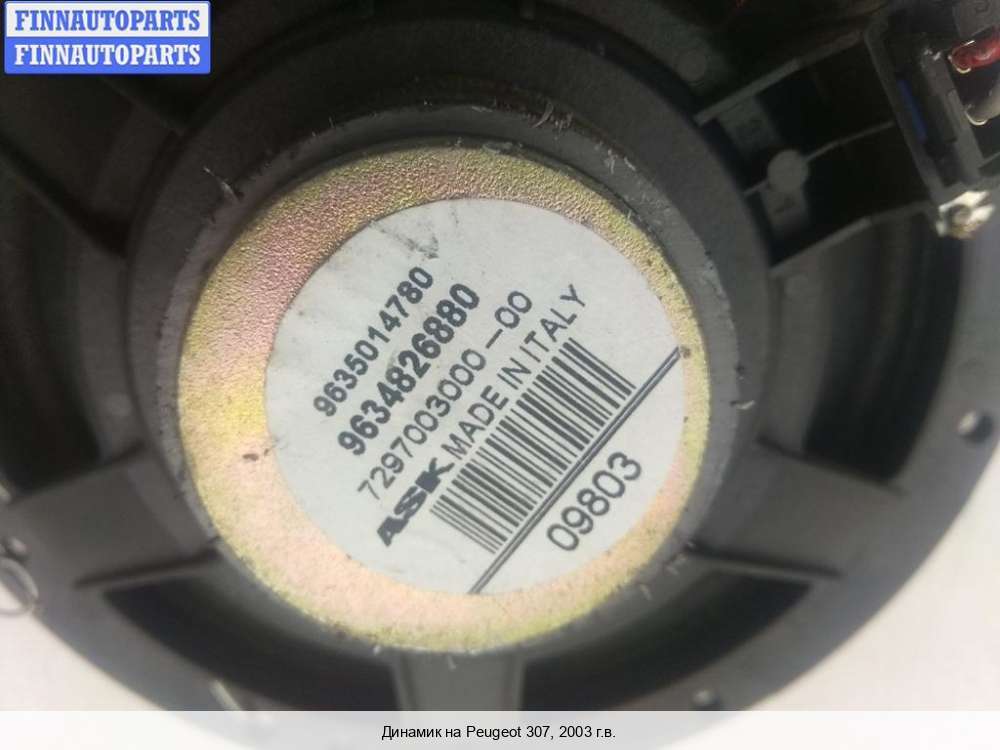 FINNAUTOPARTS
FINNAUTOPARTS
9635014780
9634826880
7297003000-00
ASK MADE IN ITALY
09803
Динамик на Peugeot 307, 2003 г.в.